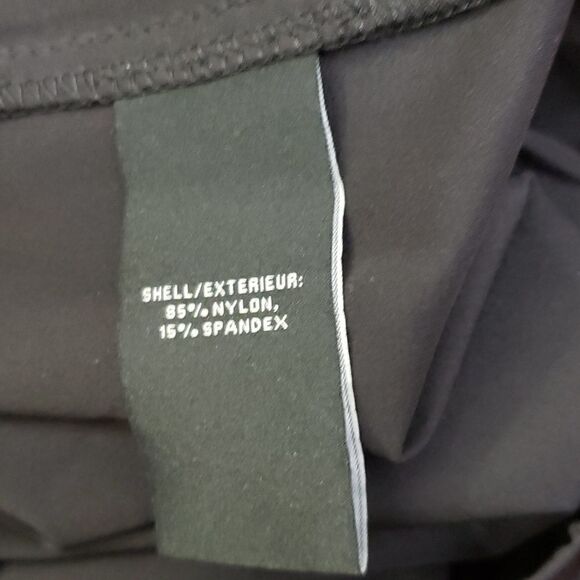 SHELL/EXTERIEUR:
85% NYLON,
15% SPANDEX